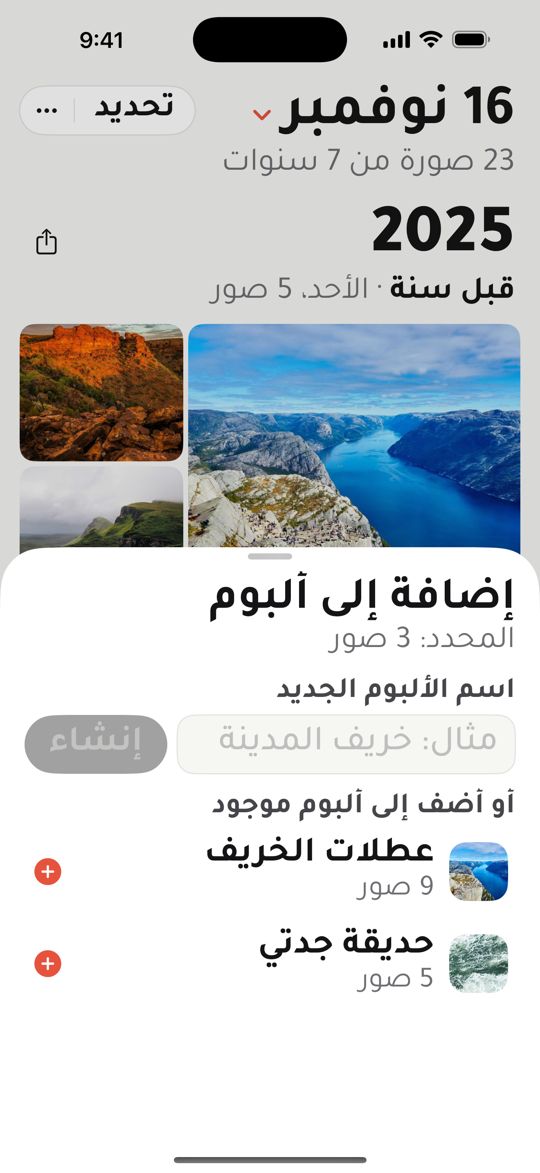 9:41
16 نوفمبر
تحديد
23 صورة من 7 سنوات
2025
قبل سنة · الأحد، 5 صور
إضافة إلى ألبوم
المحدد: 3 صور
اسم الألبوم الجديد
مثال: خريف المدينة
إنشاء
أو أضف إلى ألبوم موجود
عطلات الخريف
9 صور
حديقة جدتي
5 صور